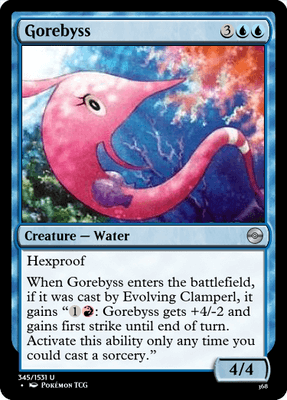 Gorebyss 3
Creature — Water
Hexproof
When Gorebyss enters the battlefield,
if it was cast by Evolving Clamperl, it
gains “1: Gorebyss gets +4/-2 and
gains first strike until end of turn.
Activate this ability only any time you
could cast a sorcery.”
4/4
345/1531 U
• Pokémon TCG